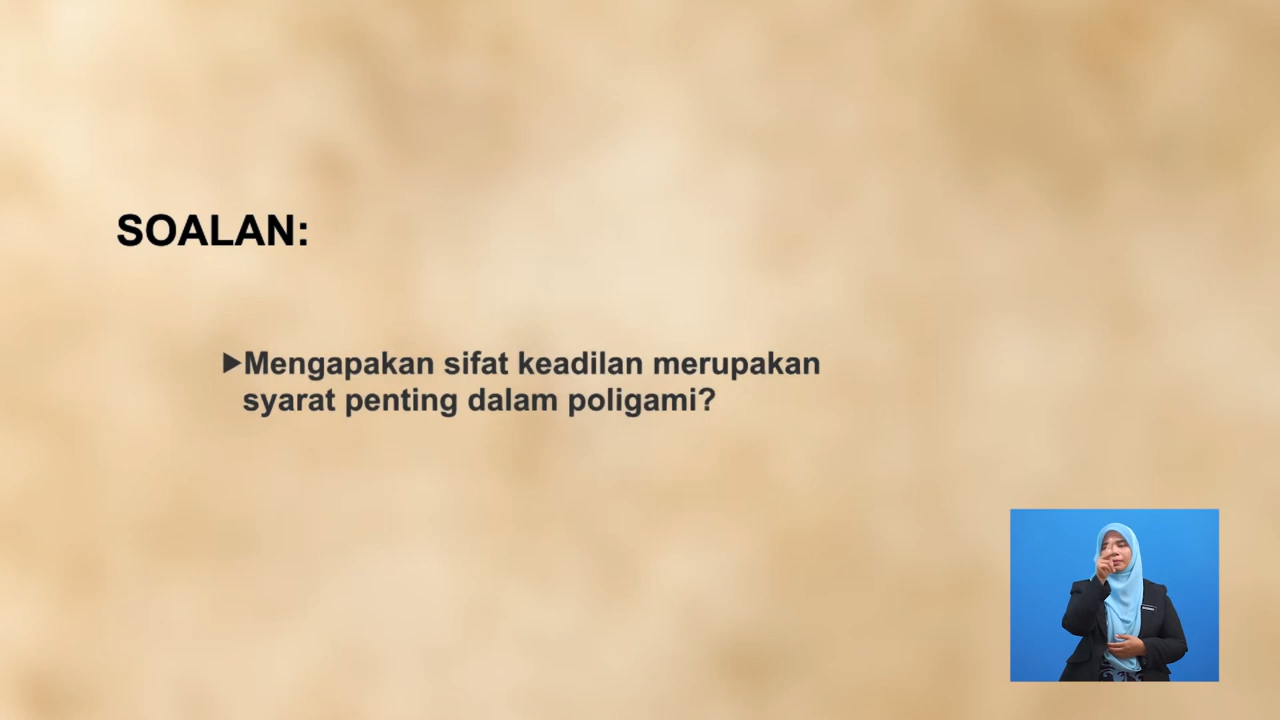 SOALAN:
▶Mengapakan sifat keadilan merupakan
syarat penting dalam poligami?